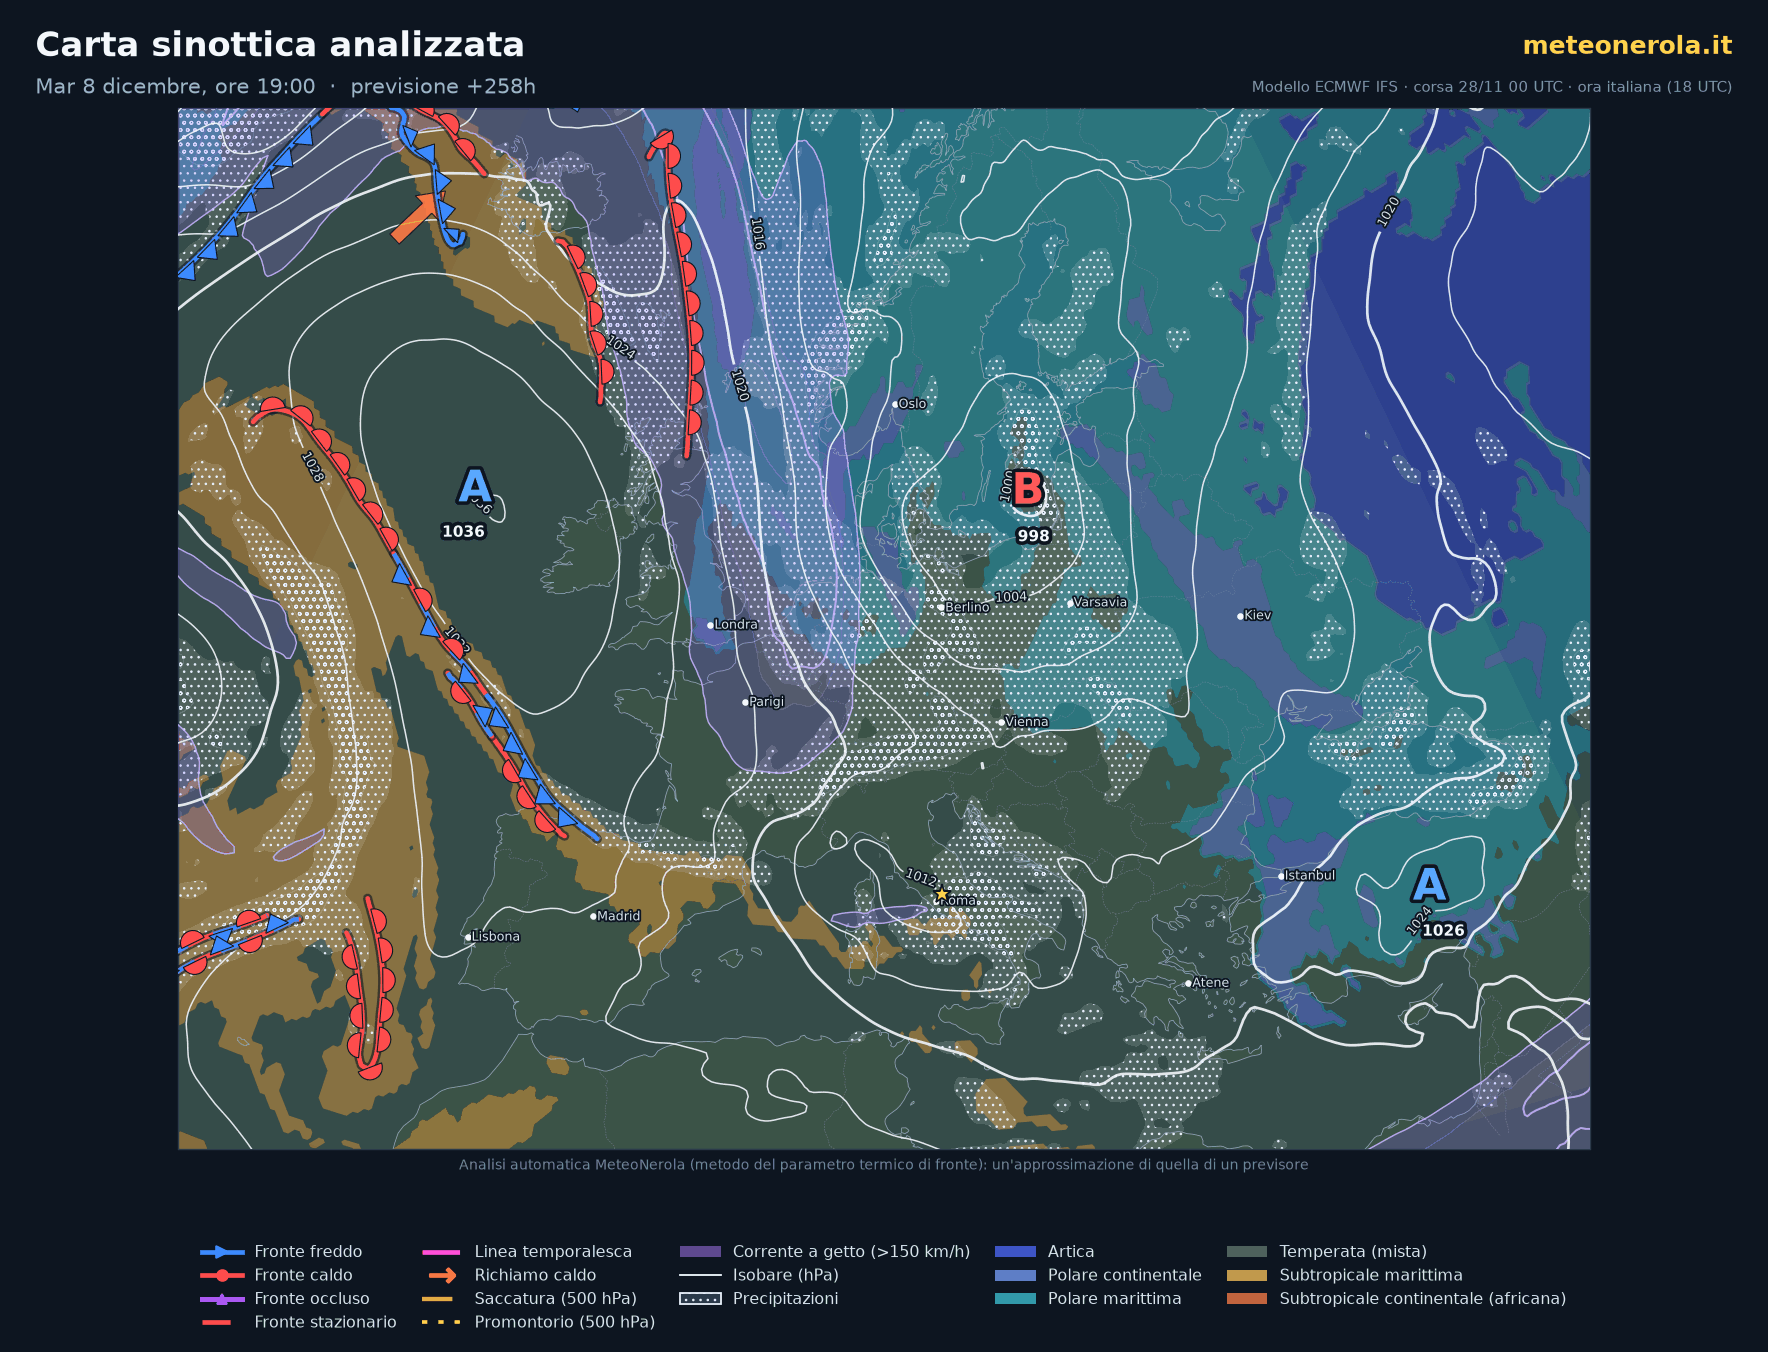 Carta sinottica analizzata
meteonerola.it
Mar 8 dicembre, ore 19:00 · previsione +258h
Modello ECMWF IFS · corsa 28/11 00 UTC · ora italiana (18 UTC)
1020
1016
1024
1020
Oslo
1028
A
1036
B
998
1004
Berlino
Varsavia
Kiev
Londra
Parigi
Vienna
1012
Roma
Istanbul
A
1024
1026
Madrid
Lisbona
Atene
Analisi automatica MeteoNerola (metodo del parametro termico di fronte): un'approssimazione di quella di un previsore
Fronte freddo
Fronte caldo
Fronte occluso
Fronte stazionario
Linea temporalesca
Richiamo caldo
Saccatura (500 hPa)
Promontorio (500 hPa)
Corrente a getto (>150 km/h)
Isobare (hPa)
Precipitazioni
Artica
Polare continentale
Polare marittima
Temperata (mista)
Subtropicale marittima
Subtropicale continentale (africana)